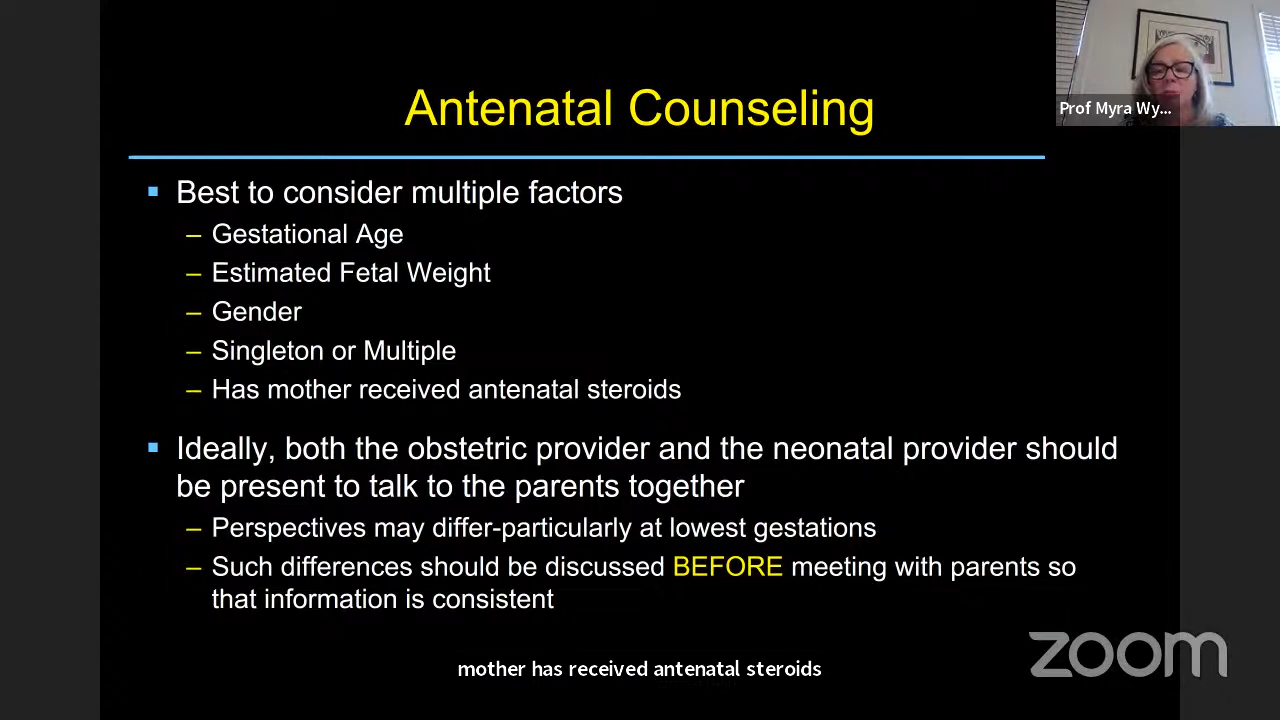 Antenatal Counseling
Prof Myra Wy...
▪ Best to consider multiple factors
– Gestational Age
– Estimated Fetal Weight
– Gender
– Singleton or Multiple
– Has mother received antenatal steroids
▪ Ideally, both the obstetric provider and the neonatal provider should
be present to talk to the parents together
– Perspectives may differ-particularly at lowest gestations
– Such differences should be discussed BEFORE meeting with parents so
that information is consistent
mother has received antenatal steroids
zoom